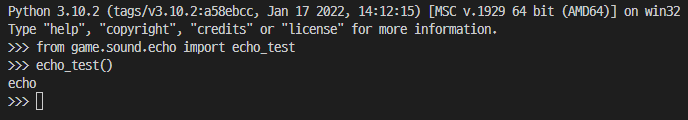 Python 3.10.2 (tags/v3.10.2:a58ebcc, Jan 17 2022, 14:12:15) [MSC v.1929 64 bit (AMD64)] on win32
Type "help", "copyright", "credits" or "license" for more information.
>>> from game.sound.echo import echo_test
>>> echo_test()
echo
>>>